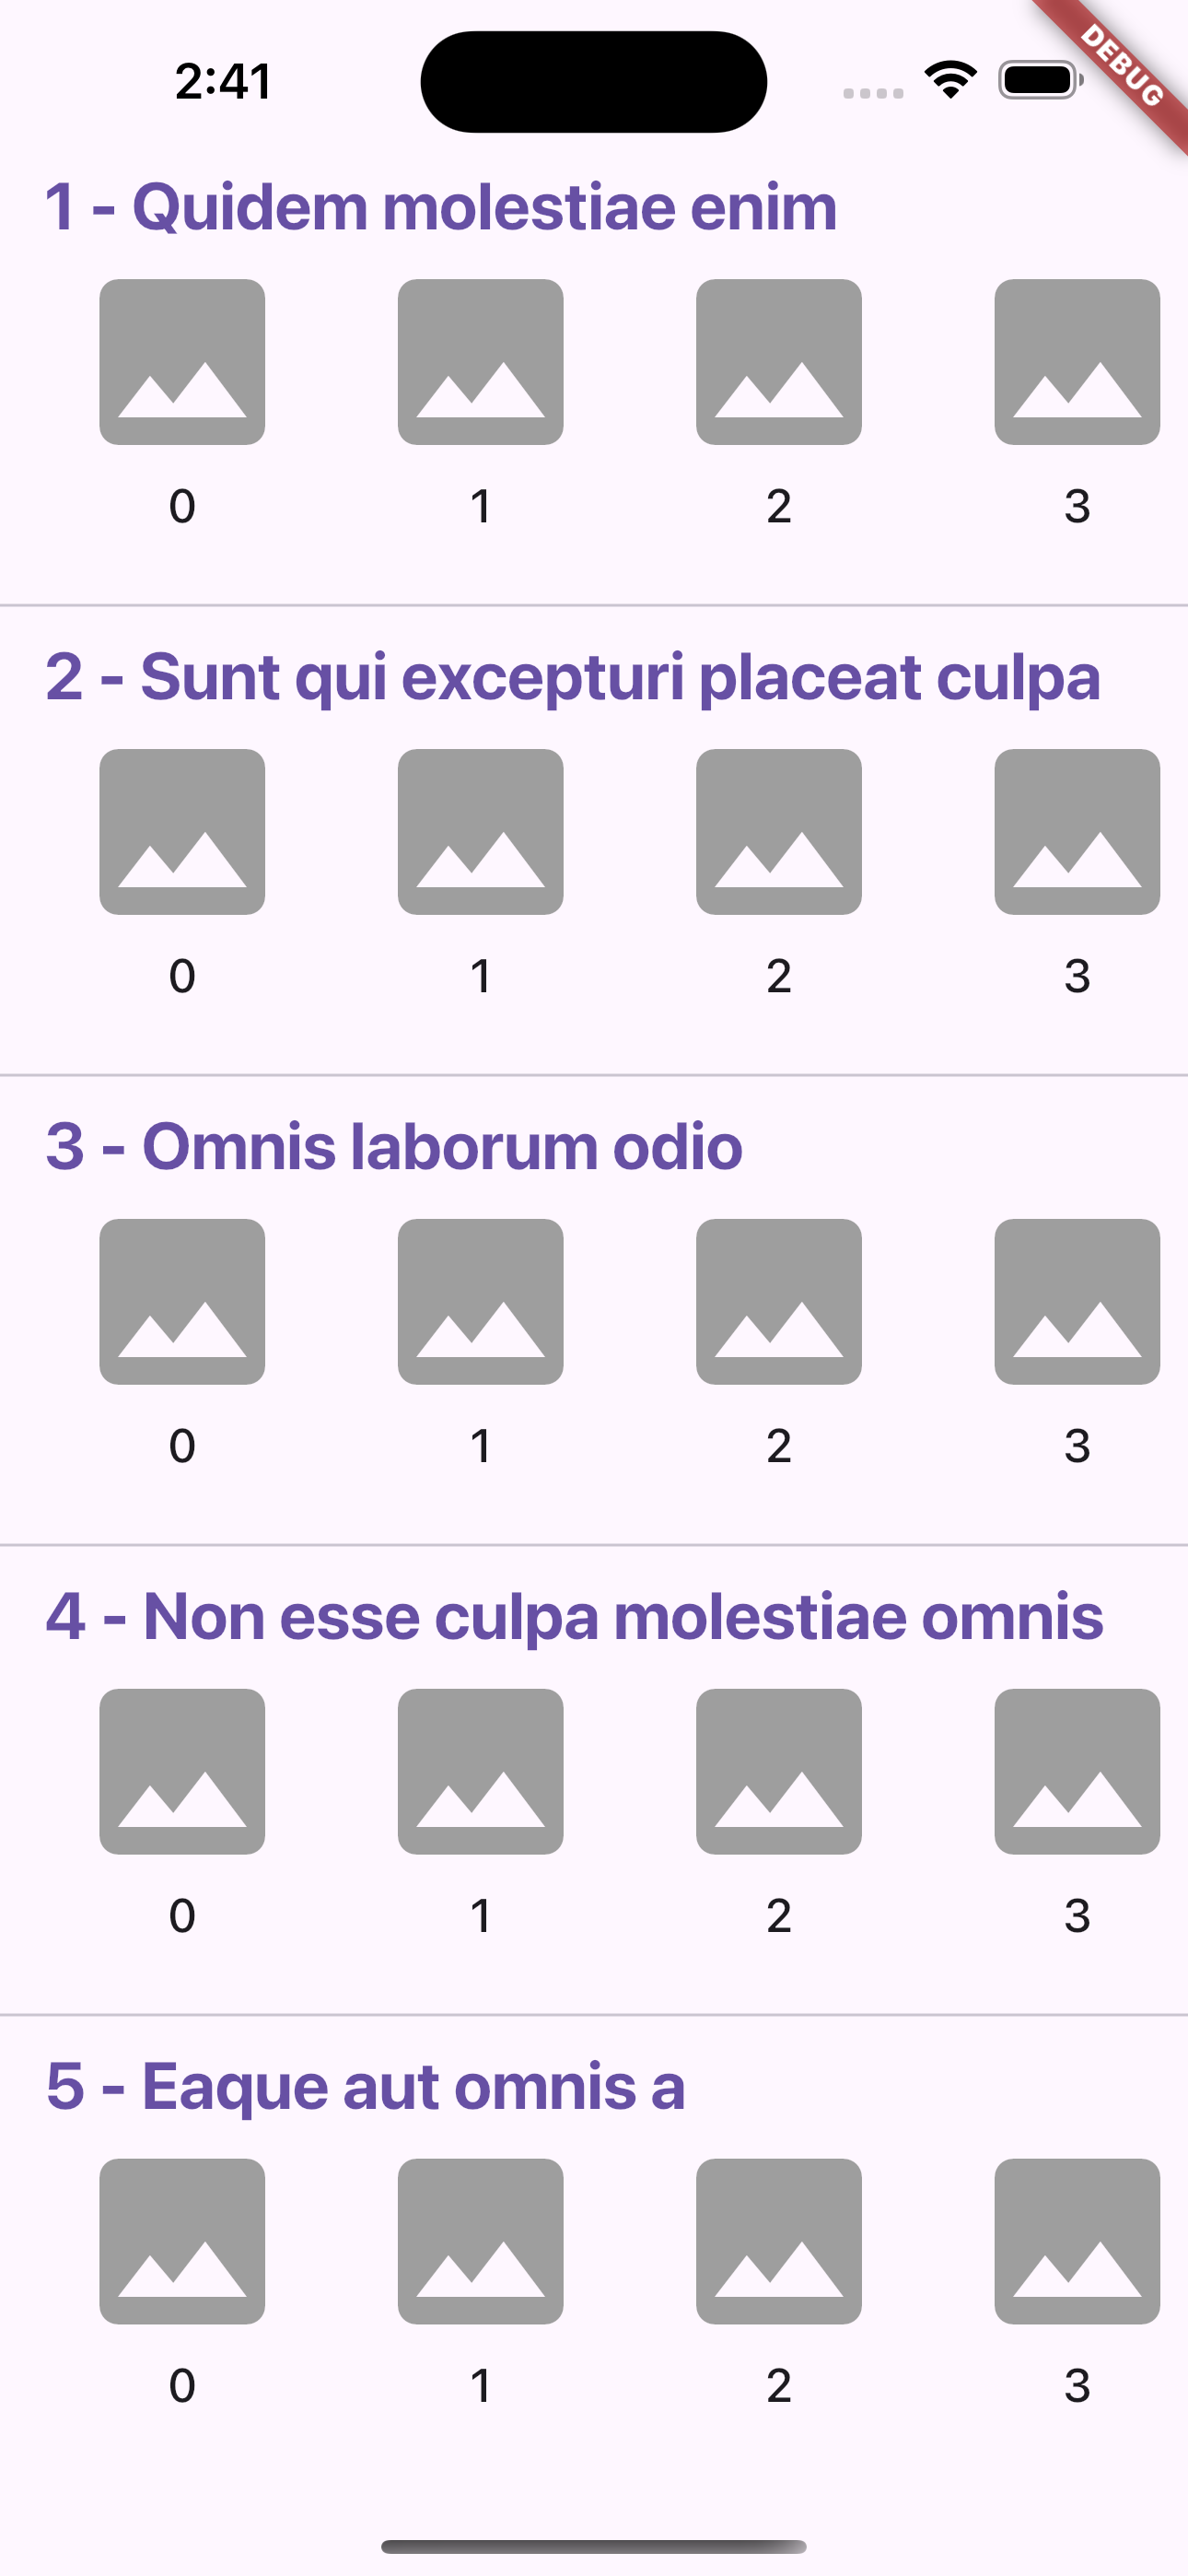 2:41
DEBUG
1 - Quidem molestiae enim
0 1 2 3
2 - Sunt qui excepturi placeat culpa
0 1 2 3
3 - Omnis laborum odio
0 1 2 3
4 - Non esse culpa molestiae omnis
0 1 2 3
5 - Eaque aut omnis a
0 1 2 3